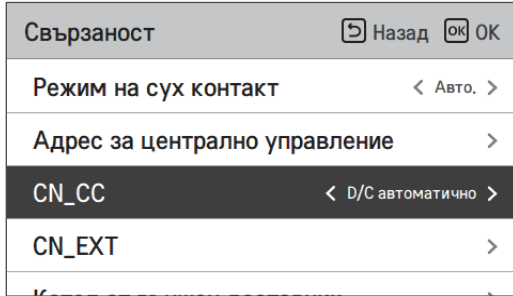 Свързаност Назад OK OK
Режим на сух контакт < Авто. >
Адрес за централно управление >
CN_CC < D/C автоматично >
CN_EXT >